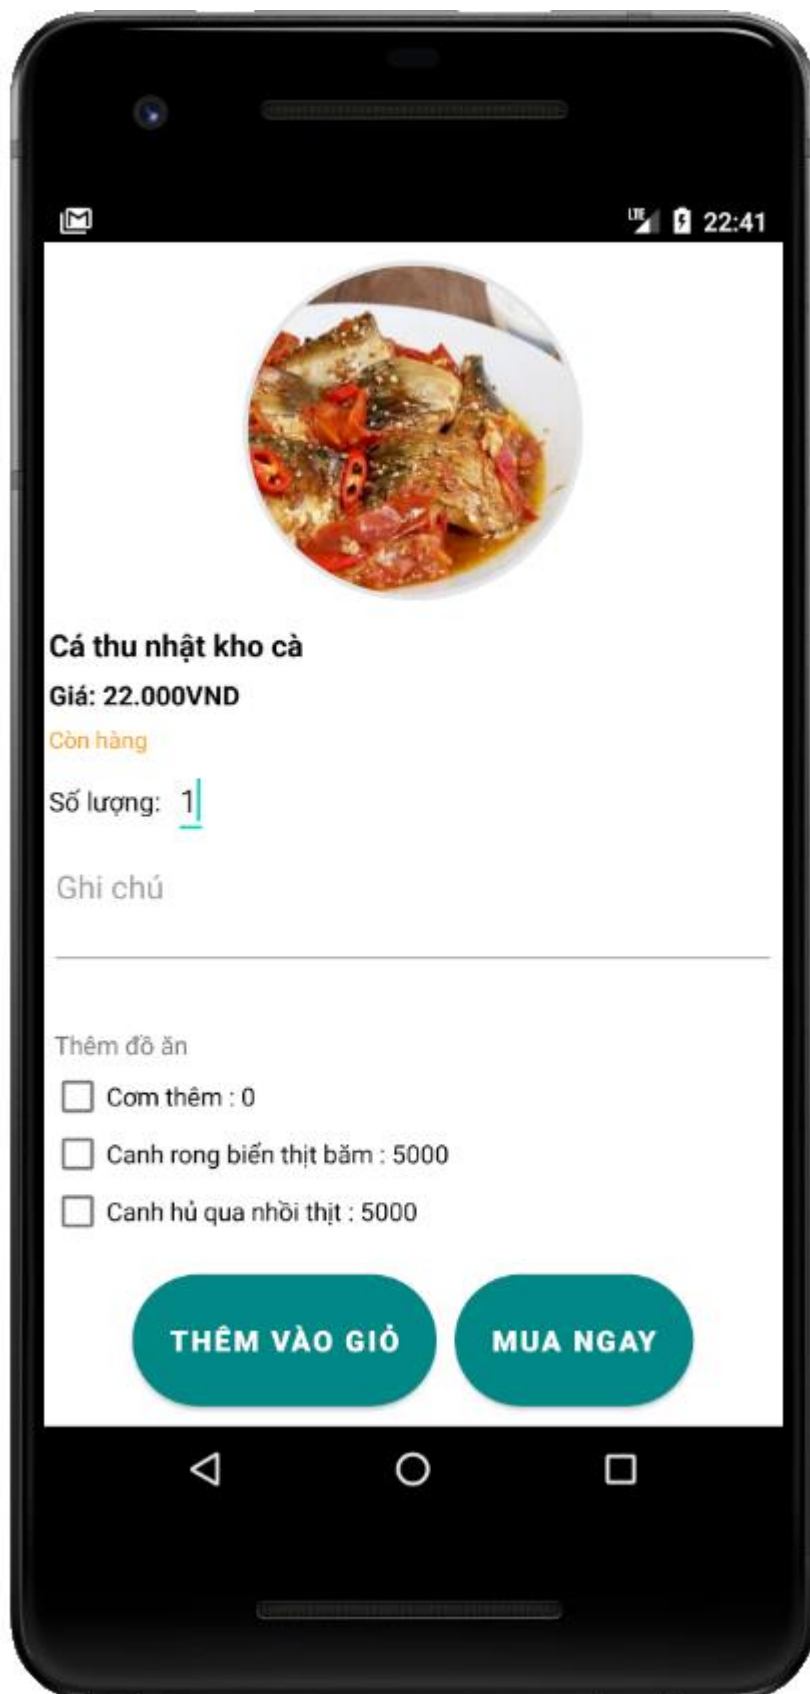 LTE 22:41
Cá thu nhật kho cà
Giá: 22.000VND
Còn hàng
Số lượng: 1
Ghi chú
Thêm đồ ăn
Cơm thêm : 0
Canh rong biển thịt băm : 5000
Canh hủ qua nhồi thịt : 5000
THÊM VÀO GIỎ MUA NGAY